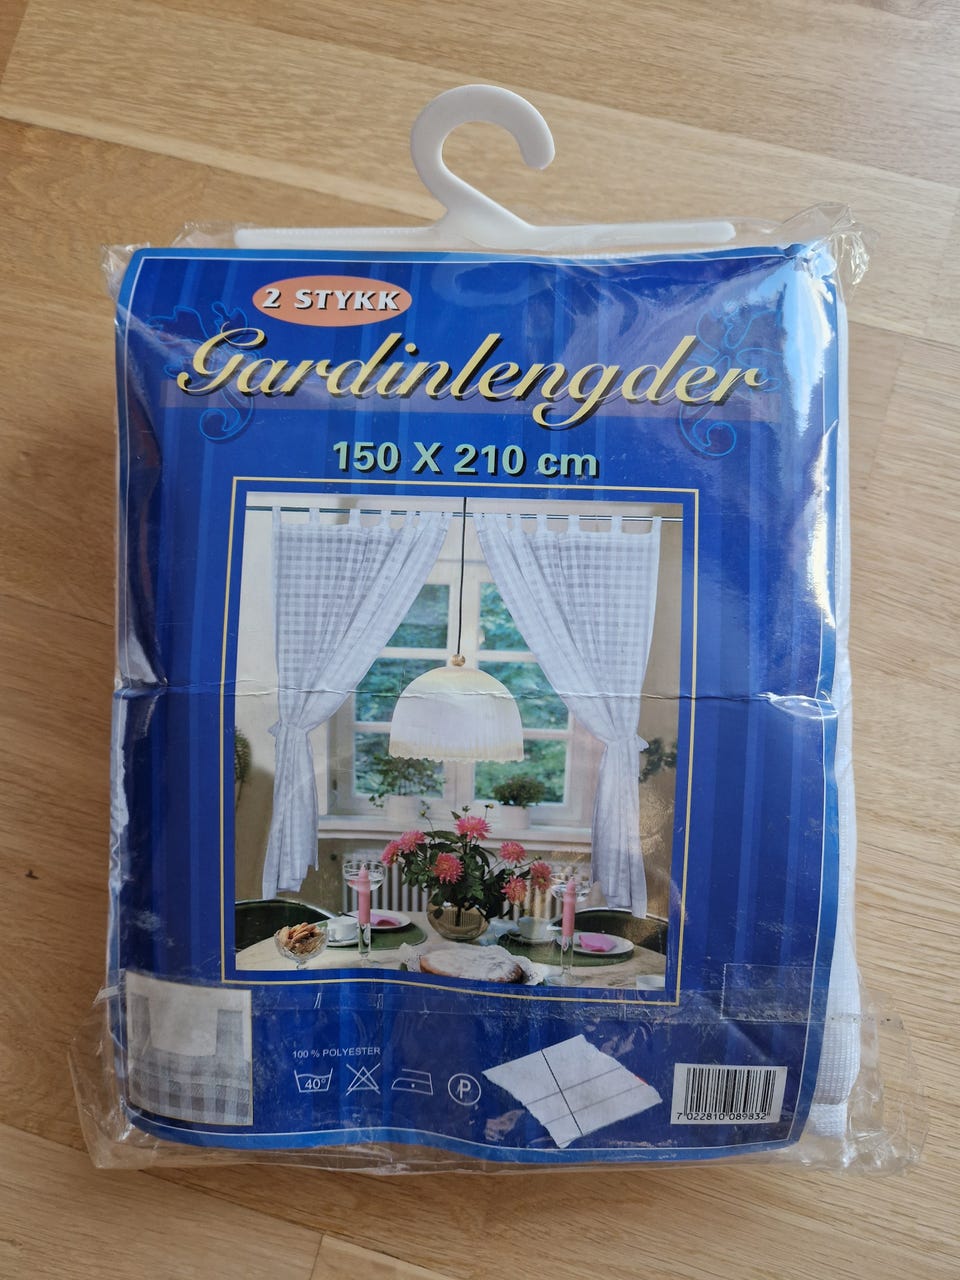 2 STYKK
Gardinlengder
150 X 210 cm
100 % POLYESTER
40°
P
7 022810 089832